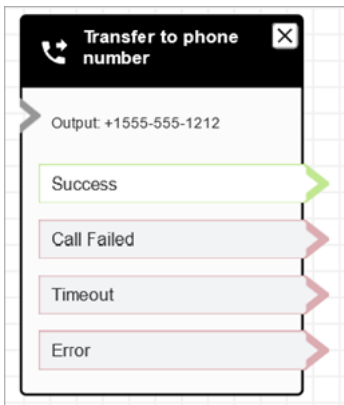 Transfer to phone
number
Output: +1555-555-1212
Success
Call Failed
Timeout
Error